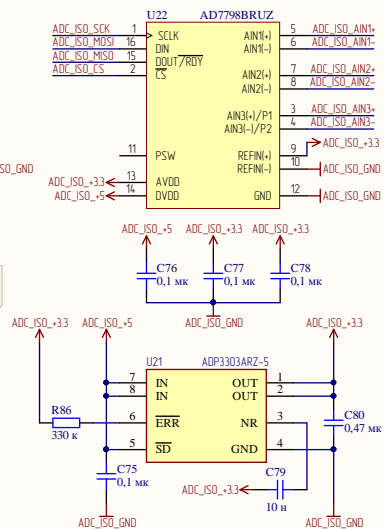 U22 AD7798BRUZ
ADC_ISO_SCK 1 SCLK AIN1(+) 5 ADC_ISO_AIN1+
ADC_ISO_MOSI 16 DIN AIN1(-) 6 ADC_ISO_AIN1-
ADC_ISO_MISO 15 DOUT/RDY
ADC_ISO_CS 2 CS AIN2(+) 7 ADC_ISO_AIN2+
AIN2(-) 8 ADC_ISO_AIN2-
AIN3(+)/P1 3 ADC_ISO_AIN3+
AIN3(-)/P2 4 ADC_ISO_AIN3-
ADC_ISO_+3.3
11 PSW REFIN(+) 9
ISO_GND REFIN(-) 10 ADC_ISO_GND
ADC_ISO_+3.3 13 AVDD
ADC_ISO_+5 14 DVDD GND 12 ADC_ISO_GND
ADC_ISO_+5 ADC_ISO_+3.3 ADC_ISO_+3.3
C76 C77 C78
0,1 мк 0,1 мк 0,1 мк
ADC_ISO_GND
ADC_ISO_+3.3 ADC_ISO_+5 ADC_ISO_+3.3
U21 ADP3303ARZ-5
7 IN OUT 1
8 IN OUT 2
R86 6 ERR NR 3 C80
330 к 0,47 мк
5 SD GND 4
C75 C79
0,1 мк ADC_ISO_+3.3
10 н
ADC_ISO_GND ADC_ISO_GND